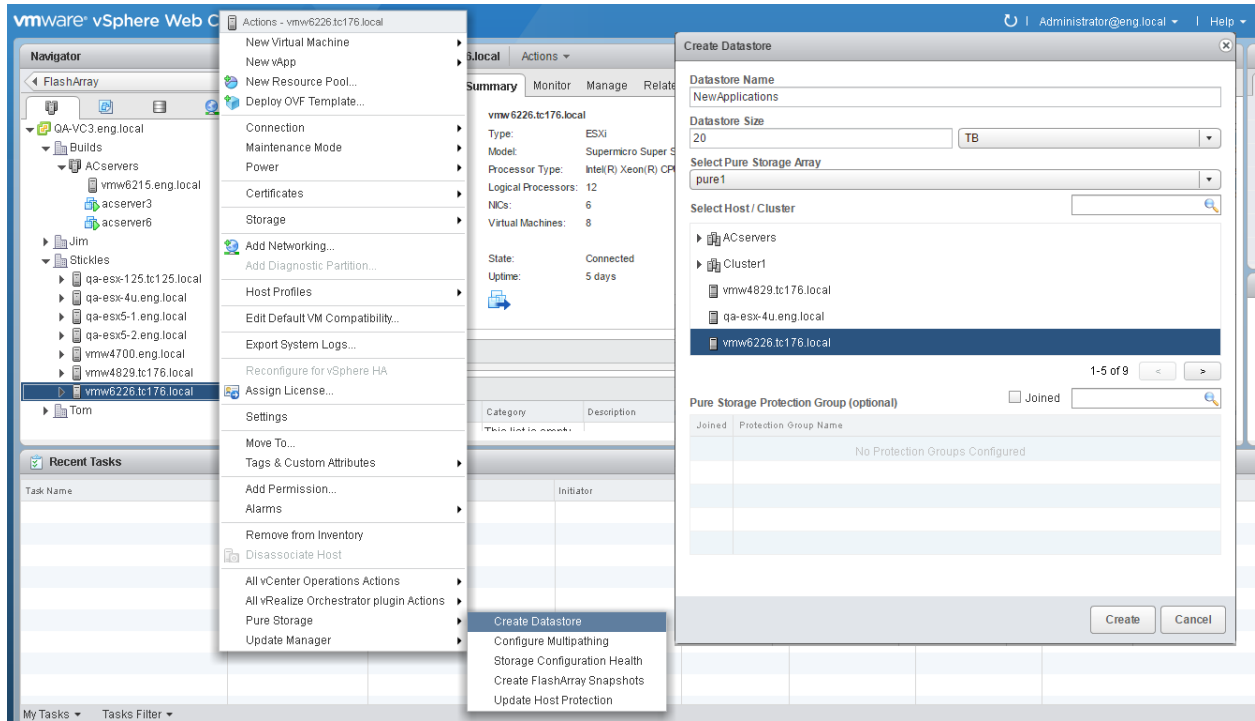 vmware® vSphere Web C
Administrator@eng.local
Help
Navigator
FlashArray
QA-VC3.eng.local
Builds
ACservers
vmw6215.eng.local
acserver3
acserver6
Jim
Stickles
qa-esx-125.tc125.local
qa-esx-4u.eng.local
qa-esx5-1.eng.local
qa-esx5-2.eng.local
vmw4700.eng.local
vmw4829.tc176.local
vmw6226.tc176.local
Tom
Actions - vmw6226.tc176.local
New Virtual Machine
New vApp
New Resource Pool...
Deploy OVF Template...
Connection
Maintenance Mode
Power
Certificates
Storage
Add Networking...
Add Diagnostic Partition...
Host Profiles
Edit Default VM Compatibility...
Export System Logs...
Reconfigure for vSphere HA
Assign License...
Settings
Move To...
Tags & Custom Attributes
Add Permission...
Alarms
Remove from Inventory
Disassociate Host
All vCenter Operations Actions
All vRealize Orchestrator plugin Actions
Pure Storage
Update Manager
Create Datastore
Configure Multipathing
Storage Configuration Health
Create FlashArray Snapshots
Update Host Protection
6.local Actions
Summary Monitor Manage Relate
vmw6226.tc176.local
Type: ESXi
Model: Supermicro Super S
Processor Type: Intel(R) Xeon(R) CP
Logical Processors: 12
NICs: 6
Virtual Machines: 8
State: Connected
Uptime: 5 days
Category Description
This list is empty.
Create Datastore
Datastore Name
NewApplications
Datastore Size
20 TB
Select Pure Storage Array
pure1
Select Host / Cluster
ACservers
Cluster1
vmw4829.tc176.local
qa-esx-4u.eng.local
vmw6226.tc176.local
1-5 of 9 < >
Pure Storage Protection Group (optional) Joined
Joined Protection Group Name
No Protection Groups Configured
Create Cancel
Recent Tasks
Task Name Initiator
My Tasks Tasks Filter